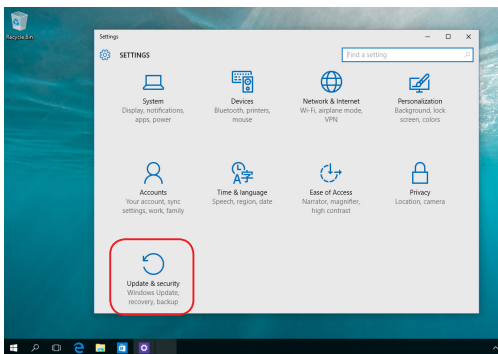 Recycle Bin
Settings
SETTINGS
Find a setting
System
Display, notifications,
apps, power
Devices
Bluetooth, printers,
mouse
Network & Internet
Wi-Fi, airplane mode,
VPN
Personalization
Background, lock
screen, colors
Accounts
Your account, sync
settings, work, family
Time & language
Speech, region, date
Ease of Access
Narrator, magnifier,
high contrast
Privacy
Location, camera
Update & security
Windows Update,
recovery, backup